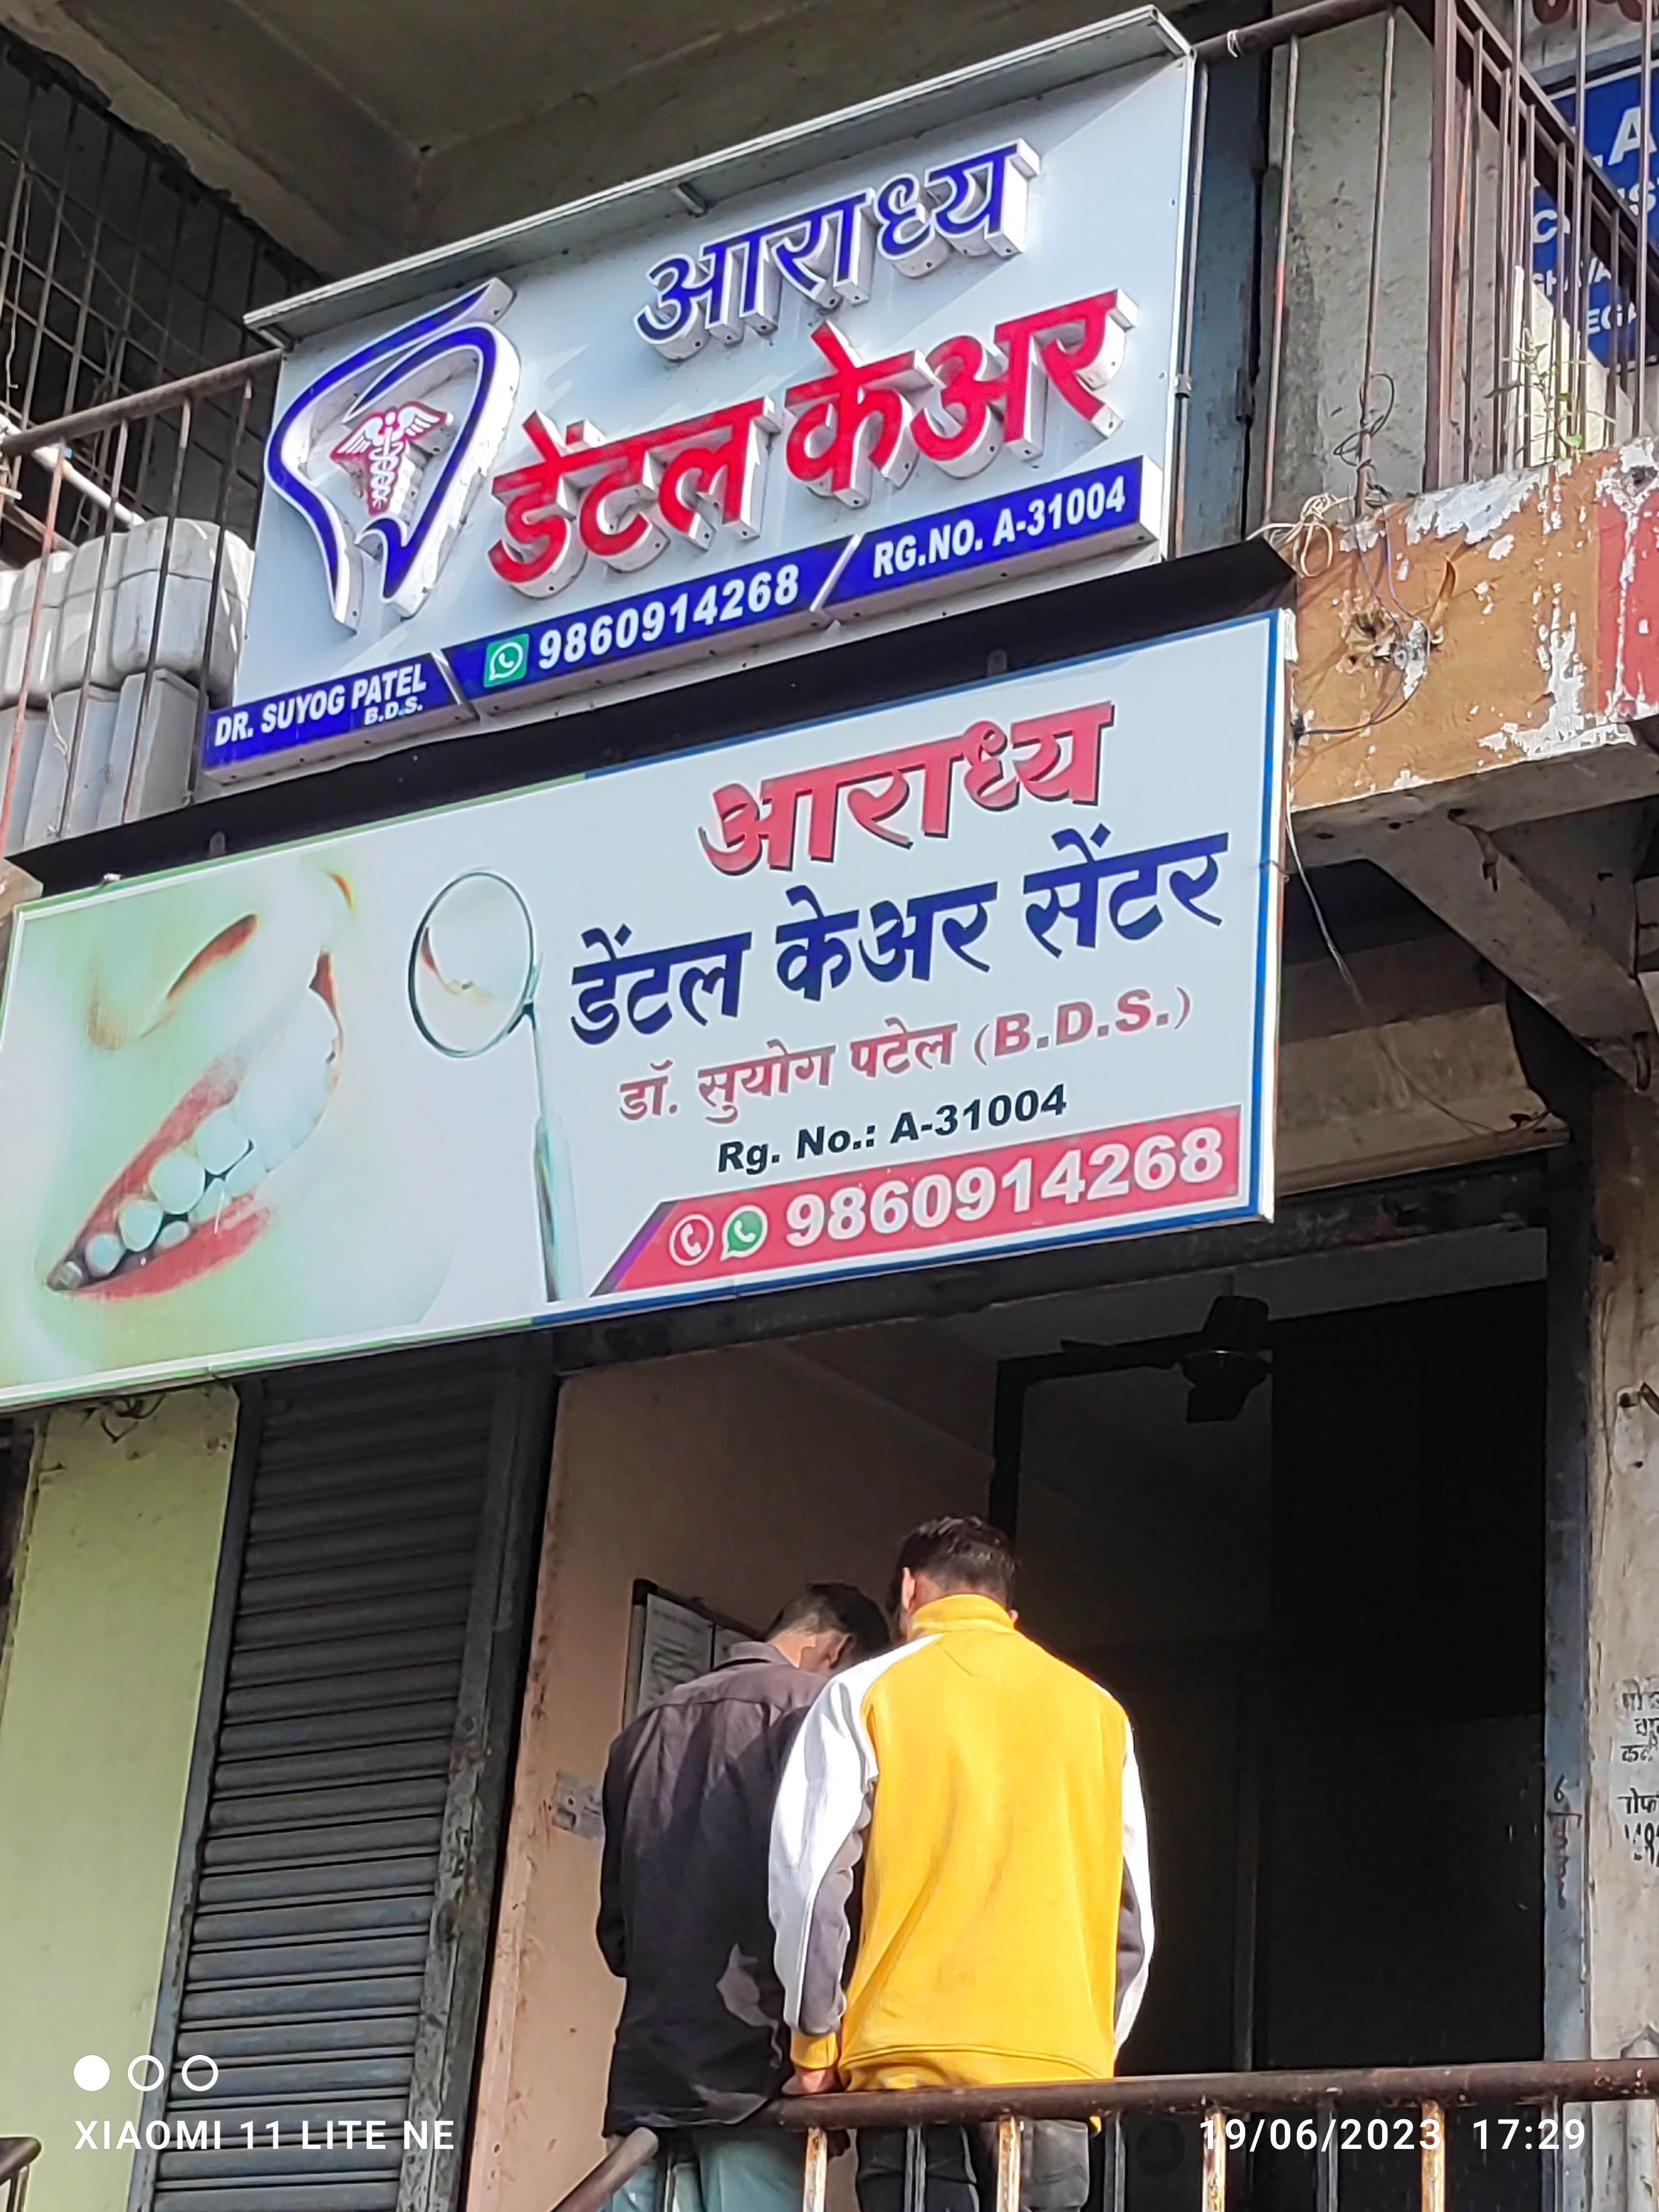 आराध्य
डेंटल केअर
DR. SUYOG PATEL
B.D.S.
9860914268
RG.NO. A-31004
आराध्य
डेंटल केअर सेंटर
डॉ. सुयोग पटेल (B.D.S.)
Rg. No.: A-31004
9860914268
XIAOMI 11 LITE NE
19/06/2023 17:29